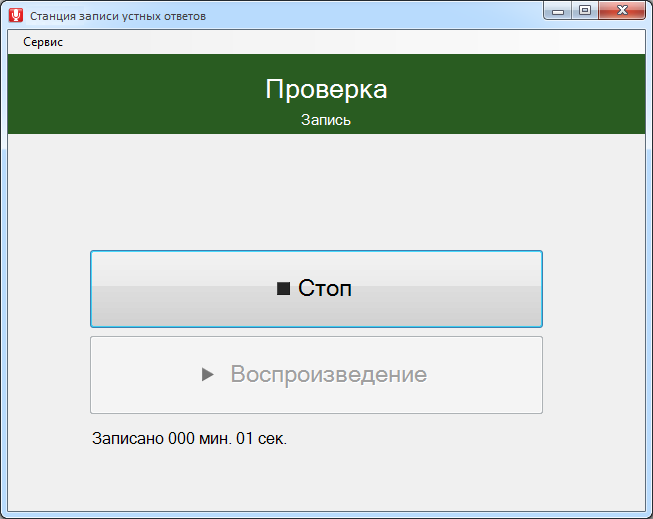 Станция записи устных ответов
Сервис
Проверка
Запись
Стоп
Воспроизведение
Записано 000 мин. 01 сек.